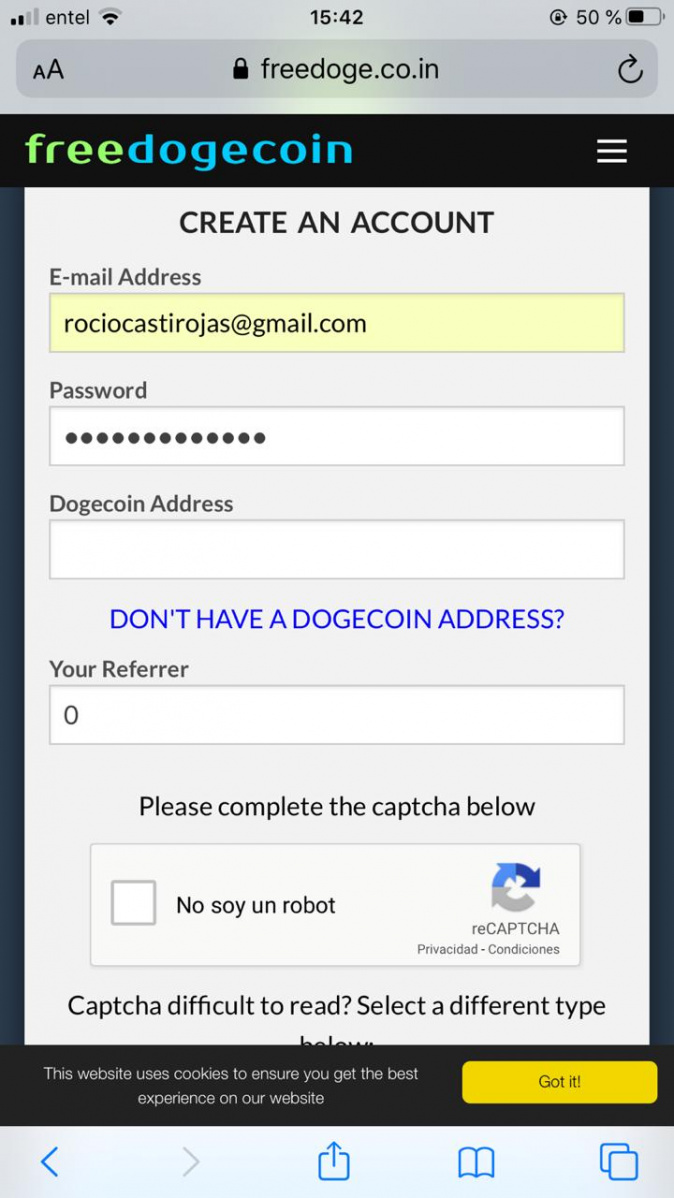 entel 15:42 50 %
AA freedoge.co.in
freedogecoin
CREATE AN ACCOUNT
E-mail Address
rociocastirojas@gmail.com
Password
•••••••••••••
Dogecoin Address
DON'T HAVE A DOGECOIN ADDRESS?
Your Referrer
0
Please complete the captcha below
No soy un robot
reCAPTCHA
Privacidad - Condiciones
Captcha difficult to read? Select a different type
below:
This website uses cookies to ensure you get the best
experience on our website
Got it!